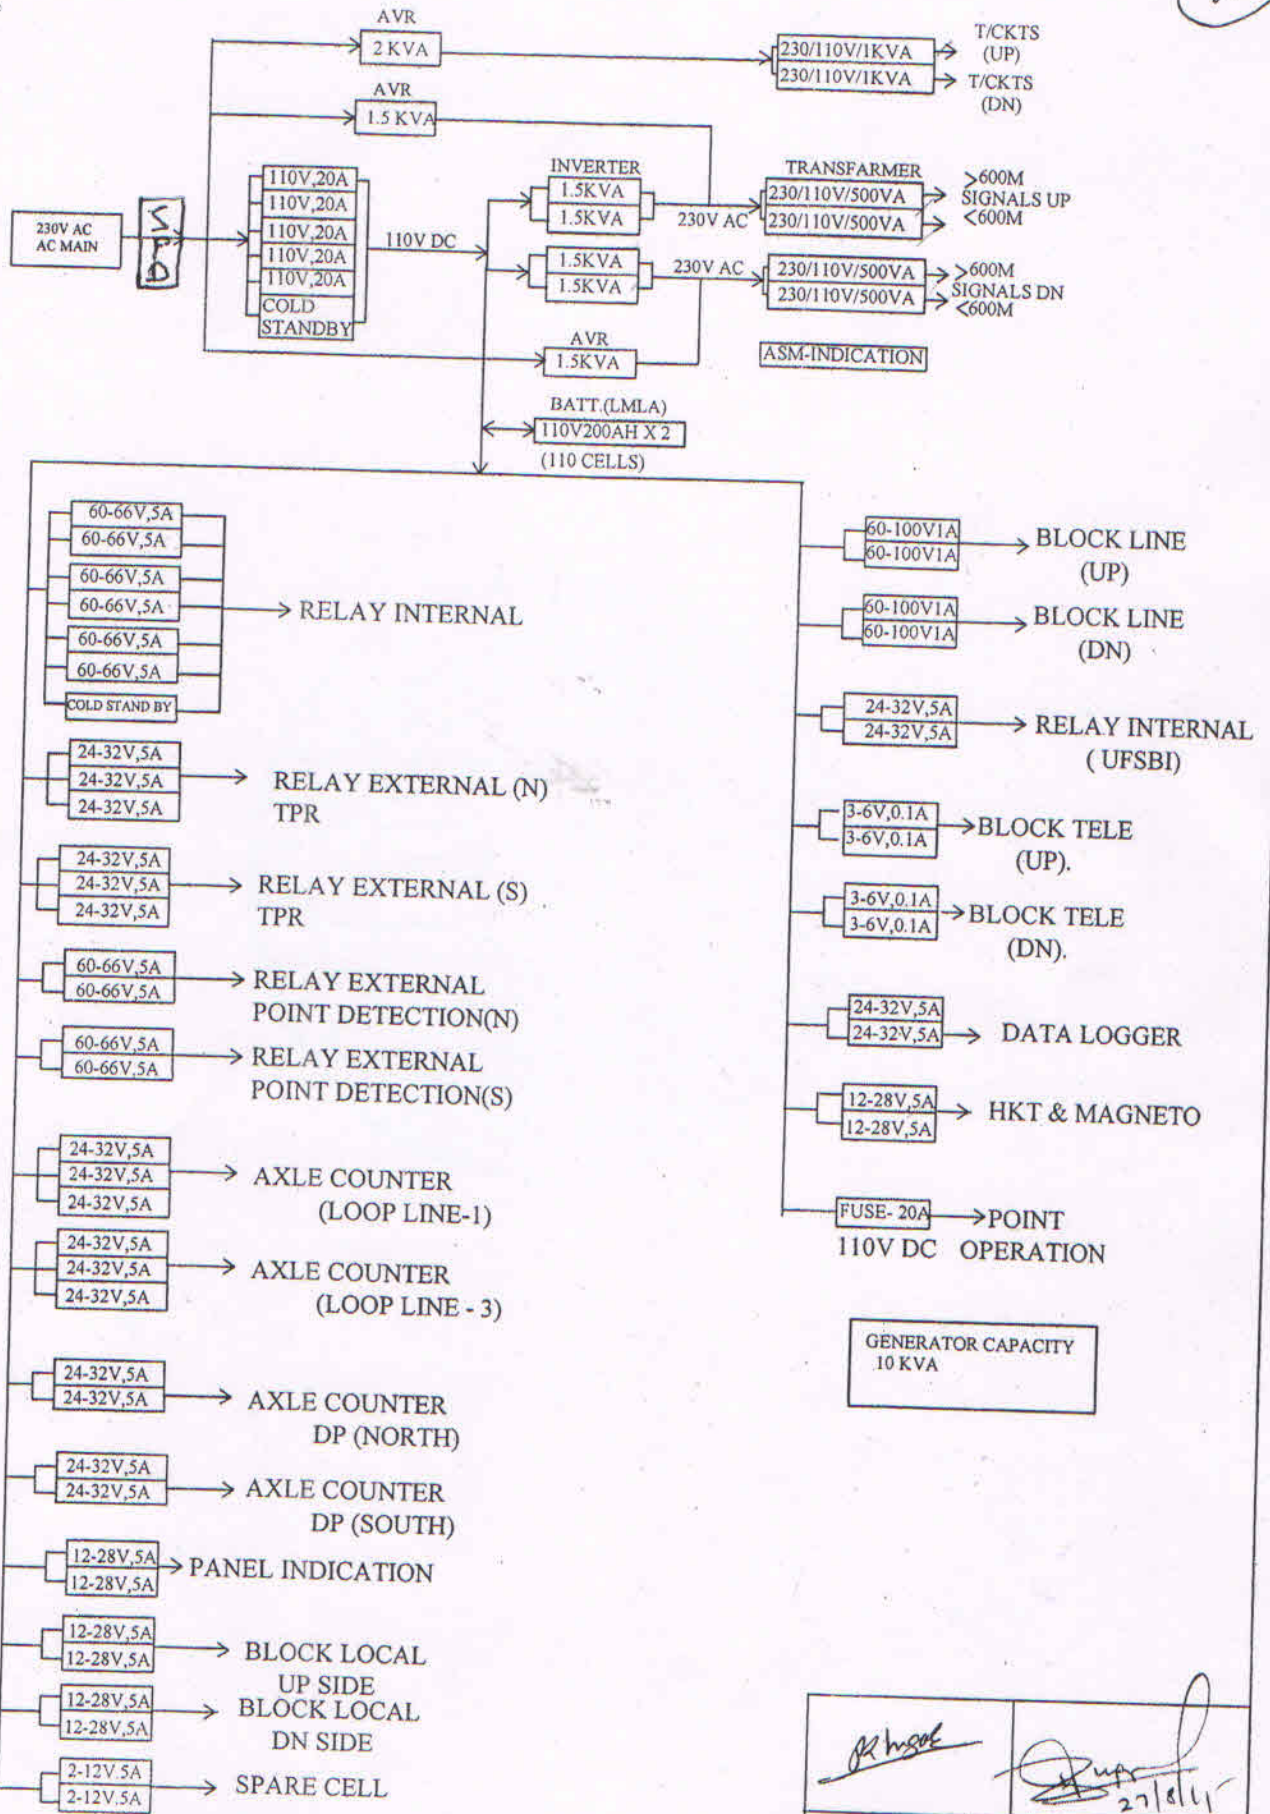 AVR
2 KVA
230/110V/1KVA
230/110V/1KVA
T/CKTS
(UP)
T/CKTS
(DN)
AVR
1.5 KVA
230V AC
AC MAIN
SPD
110V,20A
110V,20A
110V,20A
110V,20A
110V,20A
COLD
STANDBY
110V DC
INVERTER
1.5KVA
1.5KVA
230V AC
TRANSFARMER
230/110V/500VA
230/110V/500VA
>600M
SIGNALS UP
<600M
1.5KVA
1.5KVA
230V AC
230/110V/500VA
230/110V/500VA
>600M
SIGNALS DN
<600M
AVR
1.5KVA
ASM-INDICATION
BATT.(LMLA)
110V200AH X 2
(110 CELLS)
60-66V,5A
60-66V,5A
60-66V,5A
60-66V,5A
60-66V,5A
60-66V,5A
COLD STAND BY
RELAY INTERNAL
24-32V,5A
24-32V,5A
24-32V,5A
RELAY EXTERNAL (N)
TPR
24-32V,5A
24-32V,5A
24-32V,5A
RELAY EXTERNAL (S)
TPR
60-66V,5A
60-66V,5A
RELAY EXTERNAL
POINT DETECTION(N)
60-66V,5A
60-66V,5A
RELAY EXTERNAL
POINT DETECTION(S)
24-32V,5A
24-32V,5A
24-32V,5A
AXLE COUNTER
(LOOP LINE-1)
24-32V,5A
24-32V,5A
24-32V,5A
AXLE COUNTER
(LOOP LINE - 3)
24-32V,5A
24-32V,5A
AXLE COUNTER
DP (NORTH)
24-32V,5A
24-32V,5A
AXLE COUNTER
DP (SOUTH)
12-28V,5A
12-28V,5A
PANEL INDICATION
12-28V,5A
12-28V,5A
BLOCK LOCAL
UP SIDE
12-28V,5A
12-28V,5A
BLOCK LOCAL
DN SIDE
2-12V.5A
2-12V.5A
SPARE CELL
60-100V1A
60-100V1A
BLOCK LINE
(UP)
60-100V1A
60-100V1A
BLOCK LINE
(DN)
24-32V,5A
24-32V,5A
RELAY INTERNAL
( UFSBI)
3-6V,0.1A
3-6V,0.1A
BLOCK TELE
(UP).
3-6V,0.1A
3-6V,0.1A
BLOCK TELE
(DN).
24-32V,5A
24-32V,5A
DATA LOGGER
12-28V,5A
12-28V,5A
HKT & MAGNETO
FUSE- 20A
110V DC
POINT
OPERATION
GENERATOR CAPACITY
10 KVA
27/8/11